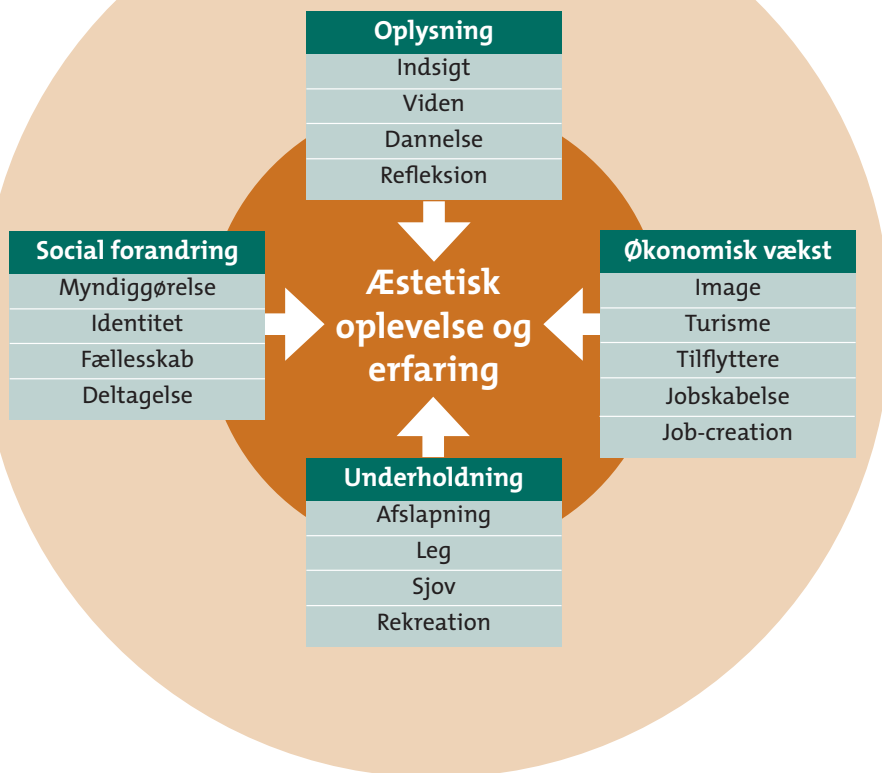 Oplysning
Indsigt
Viden
Dannelse
Refleksion
Social forandring
Myndiggørelse
Identitet
Fællesskab
Deltagelse
Æstetisk
oplevelse og
erfaring
Økonomisk vækst
Image
Turisme
Tilflyttere
Jobskabelse
Job-creation
Underholdning
Afslapning
Leg
Sjov
Rekreation